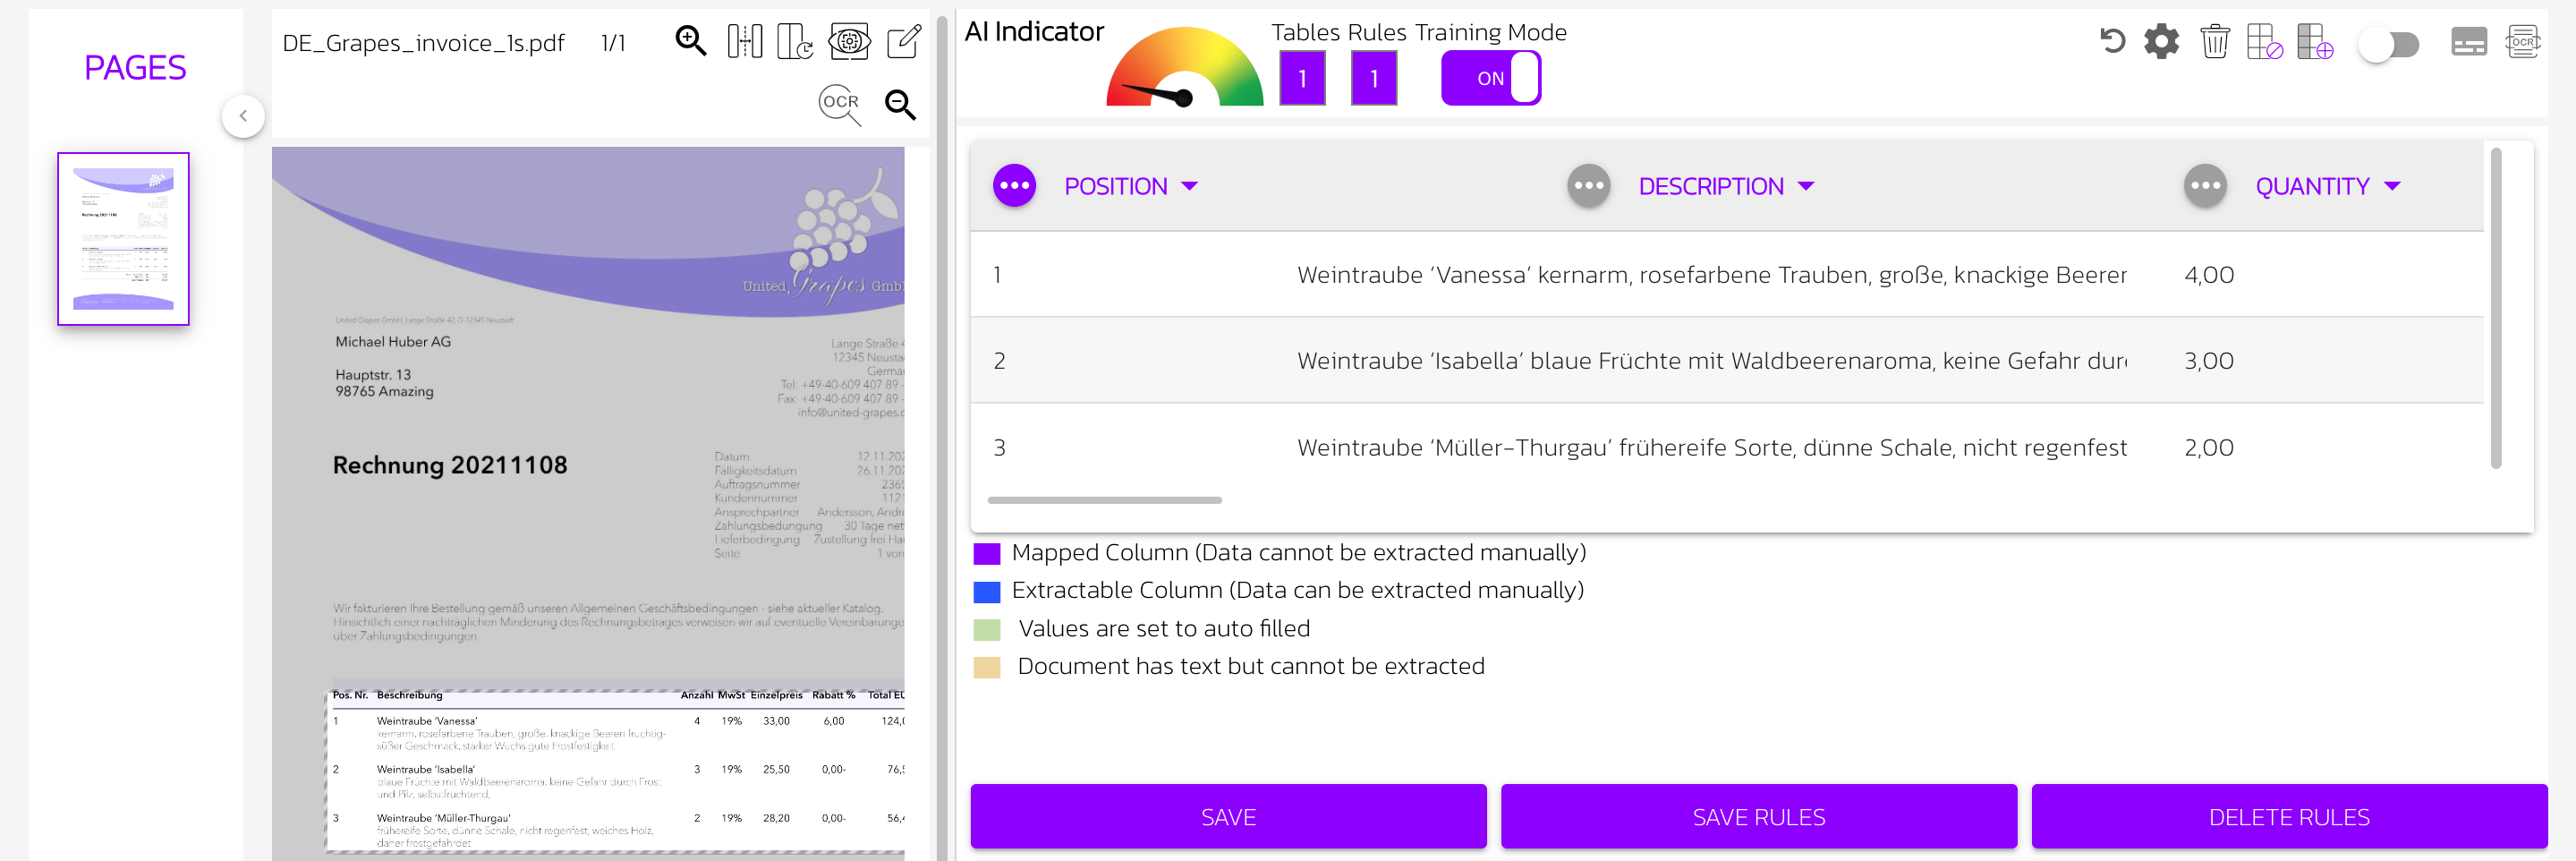 PAGES
DE_Grapes_invoice_1s.pdf 1/1
OCR
United Grapes GmbH
United Grapes GmbH, Lange Straße 42, D-12345 Neustadt
Michael Huber AG
Hauptstr. 13
98765 Amazing
Lange Straße 4
12345 Neusta
German
Tel: +49-40-609 407 89 -
Fax: +49-40-609 407 89 -
info@united-grapes.c
Rechnung 20211108
Datum 12.11.202
Fälligkeitsdatum 26.11.202
Auftragsnummer 2365
Kundennummer 1121
Ansprechpartner Andersson, Andre
Zahlungsbedingung 30 Tage net
Lieferbedingung Zustellung frei Ha
Seite 1 von
Wir fakturieren Ihre Bestellung gemäß unseren Allgemeinen Geschäftsbedingungen - siehe aktueller Katalog.
Hinsichtlich einer nachträglichen Minderung des Rechnungsbetrages verweisen wir auf eventuelle Vereinbarunge
über Zahlungsbedingungen.
Pos. Nr. Beschreibung Anzahl MwSt Einzelpreis Rabatt % Total EU
1 Weintraube 'Vanessa' 4 19% 33,00 6,00 124,0
kernarm, rosefarbene Trauben, große, knackige Beeren fruchtig-
süßer Geschmack, starker Wuchs gute Frostfestigkeit
2 Weintraube 'Isabella' 3 19% 25,50 0,00- 76,5
blaue Früchte mit Waldbeerenaroma, keine Gefahr durch Frost
und Pilz, selbstfruchtend,
3 Weintraube 'Müller-Thurgau' 2 19% 28,20 0,00- 56,4
frühereife Sorte, dünne Schale, nicht regenfest, weiches Holz,
daher frostgefährdet
AI Indicator Tables Rules Training Mode
1 1 ON
OCR
POSITION DESCRIPTION QUANTITY
1 Weintraube ‘Vanessa’ kernarm, rosefarbene Trauben, große, knackige Beerer 4,00
2 Weintraube ‘Isabella’ blaue Früchte mit Waldbeerenaroma, keine Gefahr dur 3,00
3 Weintraube ‘Müller-Thurgau’ frühereife Sorte, dünne Schale, nicht regenfest 2,00
Mapped Column (Data cannot be extracted manually)
Extractable Column (Data can be extracted manually)
Values are set to auto filled
Document has text but cannot be extracted
SAVE SAVE RULES DELETE RULES